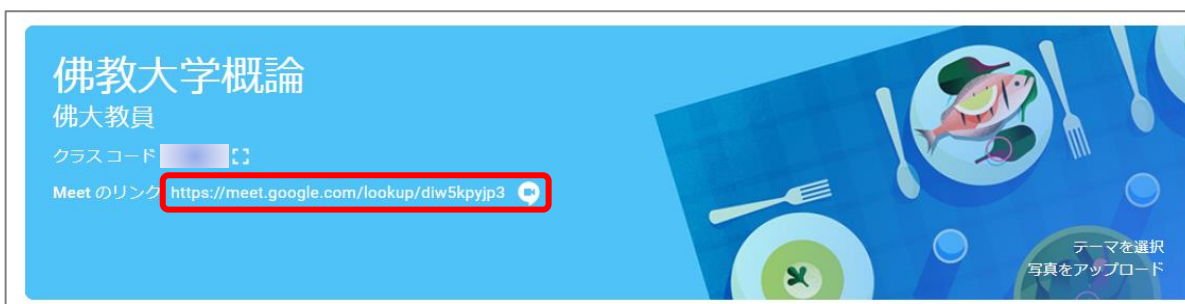 佛教大学概論
佛大教員
クラス コード
Meet のリンク https://meet.google.com/lookup/diw5kpyjp3
テーマを選択
写真をアップロード